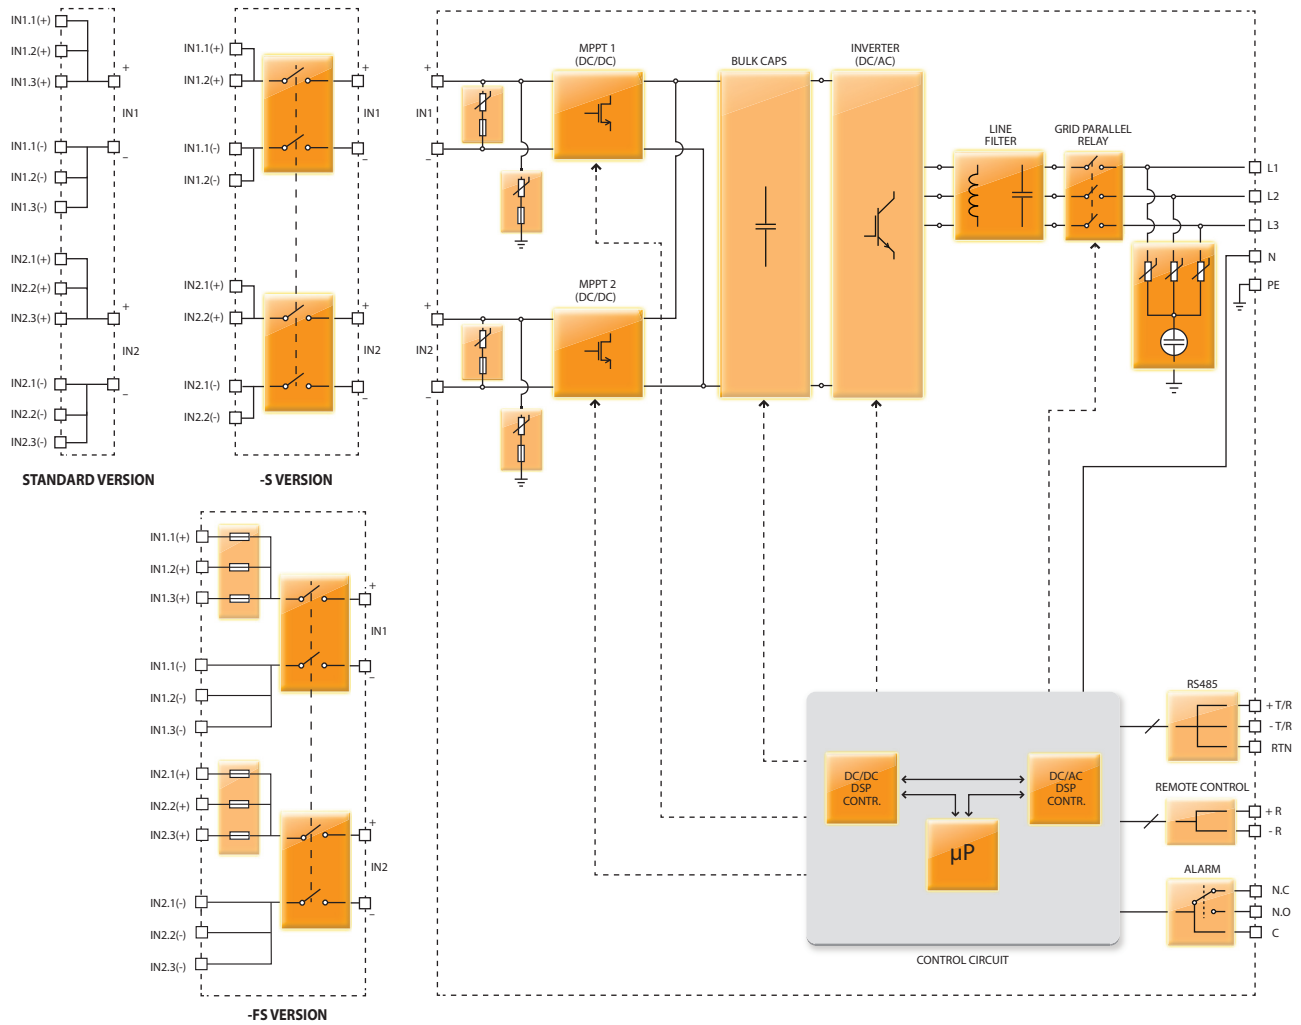 IN1.1(+)
IN1.2(+)
IN1.3(+)
+
IN1
IN1.1(-)
–
IN1.2(-)
IN1.3(-)
IN2.1(+)
IN2.2(+)
+
IN2.3(+)
IN2
IN2.1(-)
–
IN2.2(-)
IN2.3(-)
STANDARD VERSION
IN1.1(+)
+
IN1.2(+)
IN1
IN1.1(-)
–
IN1.2(-)
IN2.1(+)
+
IN2.2(+)
IN2
IN2.1(-)
–
IN2.2(-)
-S VERSION
IN1.1(+)
IN1.2(+)
+
IN1.3(+)
IN1
IN1.1(-)
–
IN1.2(-)
IN1.3(-)
IN2.1(+)
IN2.2(+)
+
IN2.3(+)
IN2
IN2.1(-)
–
IN2.2(-)
IN2.3(-)
-FS VERSION
+
IN1
–
+
IN2
–
MPPT 1
(DC/DC)
MPPT 2
(DC/DC)
BULK CAPS
INVERTER
(DC/AC)
LINE
FILTER
GRID PARALLEL
RELAY
L1
L2
L3
N
PE
DC/DC
DSP
CONTR.
DC/AC
DSP
CONTR.
µP
CONTROL CIRCUIT
RS485
+ T/R
- T/R
RTN
REMOTE CONTROL
+ R
- R
ALARM
N.C
N.O
C